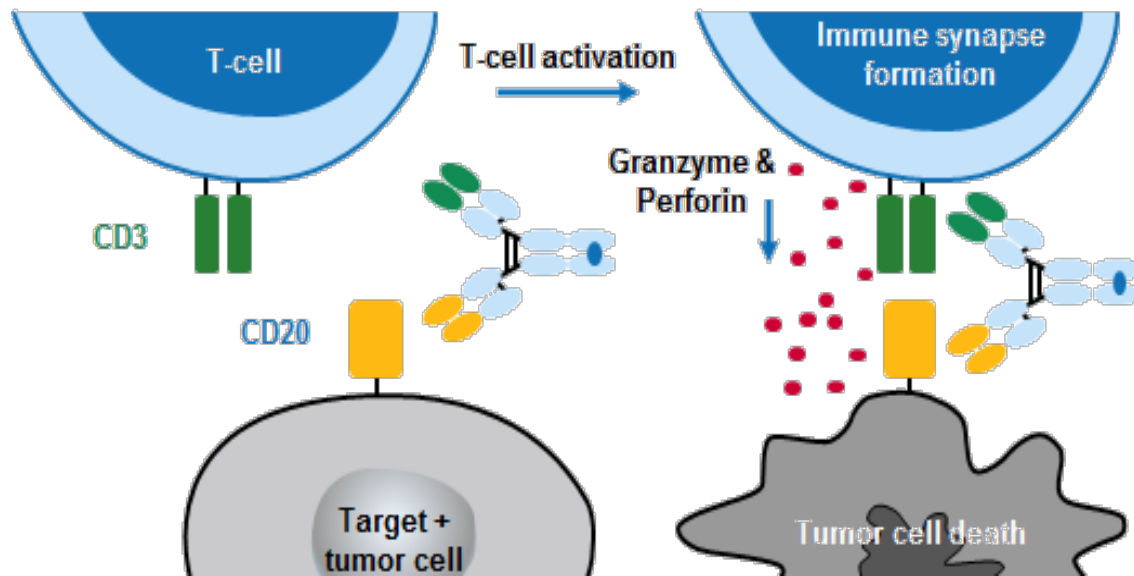 T-cell
T-cell activation
Immune synapse
formation
Granzyme &
Perforin
CD3
CD20
Target +
tumor cell
Tumor cell death